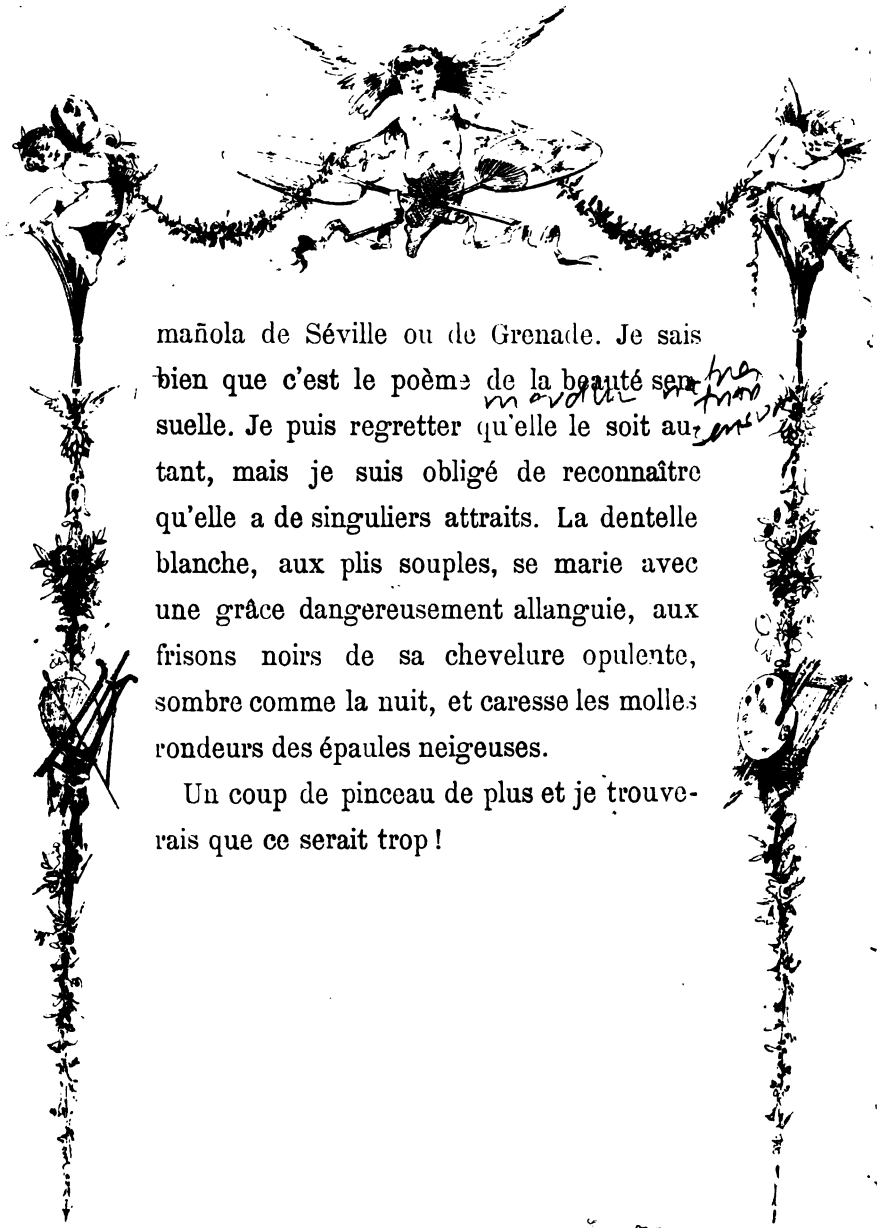 mañola de Séville ou de Grenade. Je sais
bien que c'est le poème de la beauté sen-
suelle. Je puis regretter qu'elle le soit au-
tant, mais je suis obligé de reconnaître
qu'elle a de singuliers attraits. La dentelle
blanche, aux plis souples, se marie avec
une grâce dangereusement allanguie, aux
frisons noirs de sa chevelure opulente,
sombre comme la nuit, et caresse les molles
rondeurs des épaules neigeuses.
Un coup de pinceau de plus et je trouve-
rais que ce serait trop !